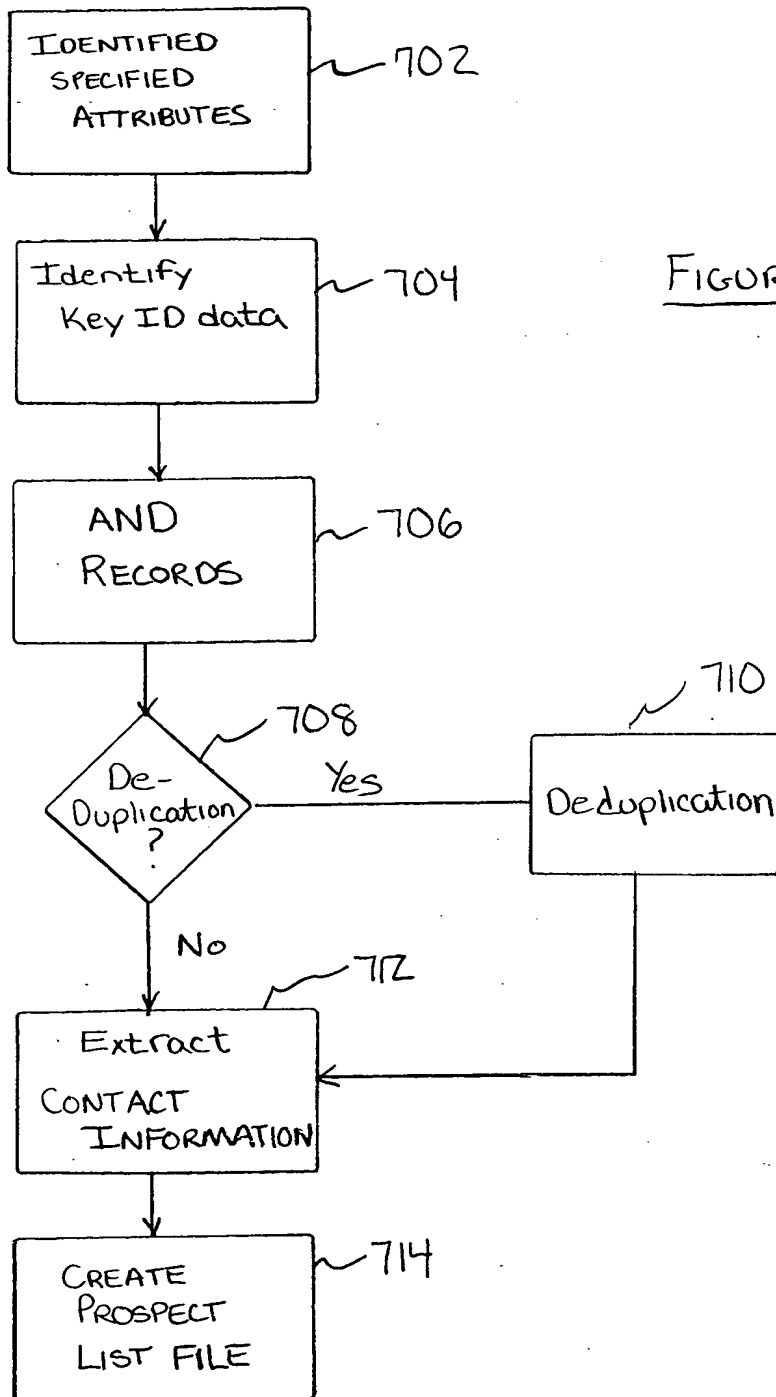 IDENTIFIED
SPECIFIED
ATTRIBUTES
702
Identify
Key ID data
704
AND
RECORDS
706
708
De-
Duplication
?
Yes
710
Deduplication
No
712
Extract
CONTACT
INFORMATION
714
CREATE
PROSPECT
LIST FILE